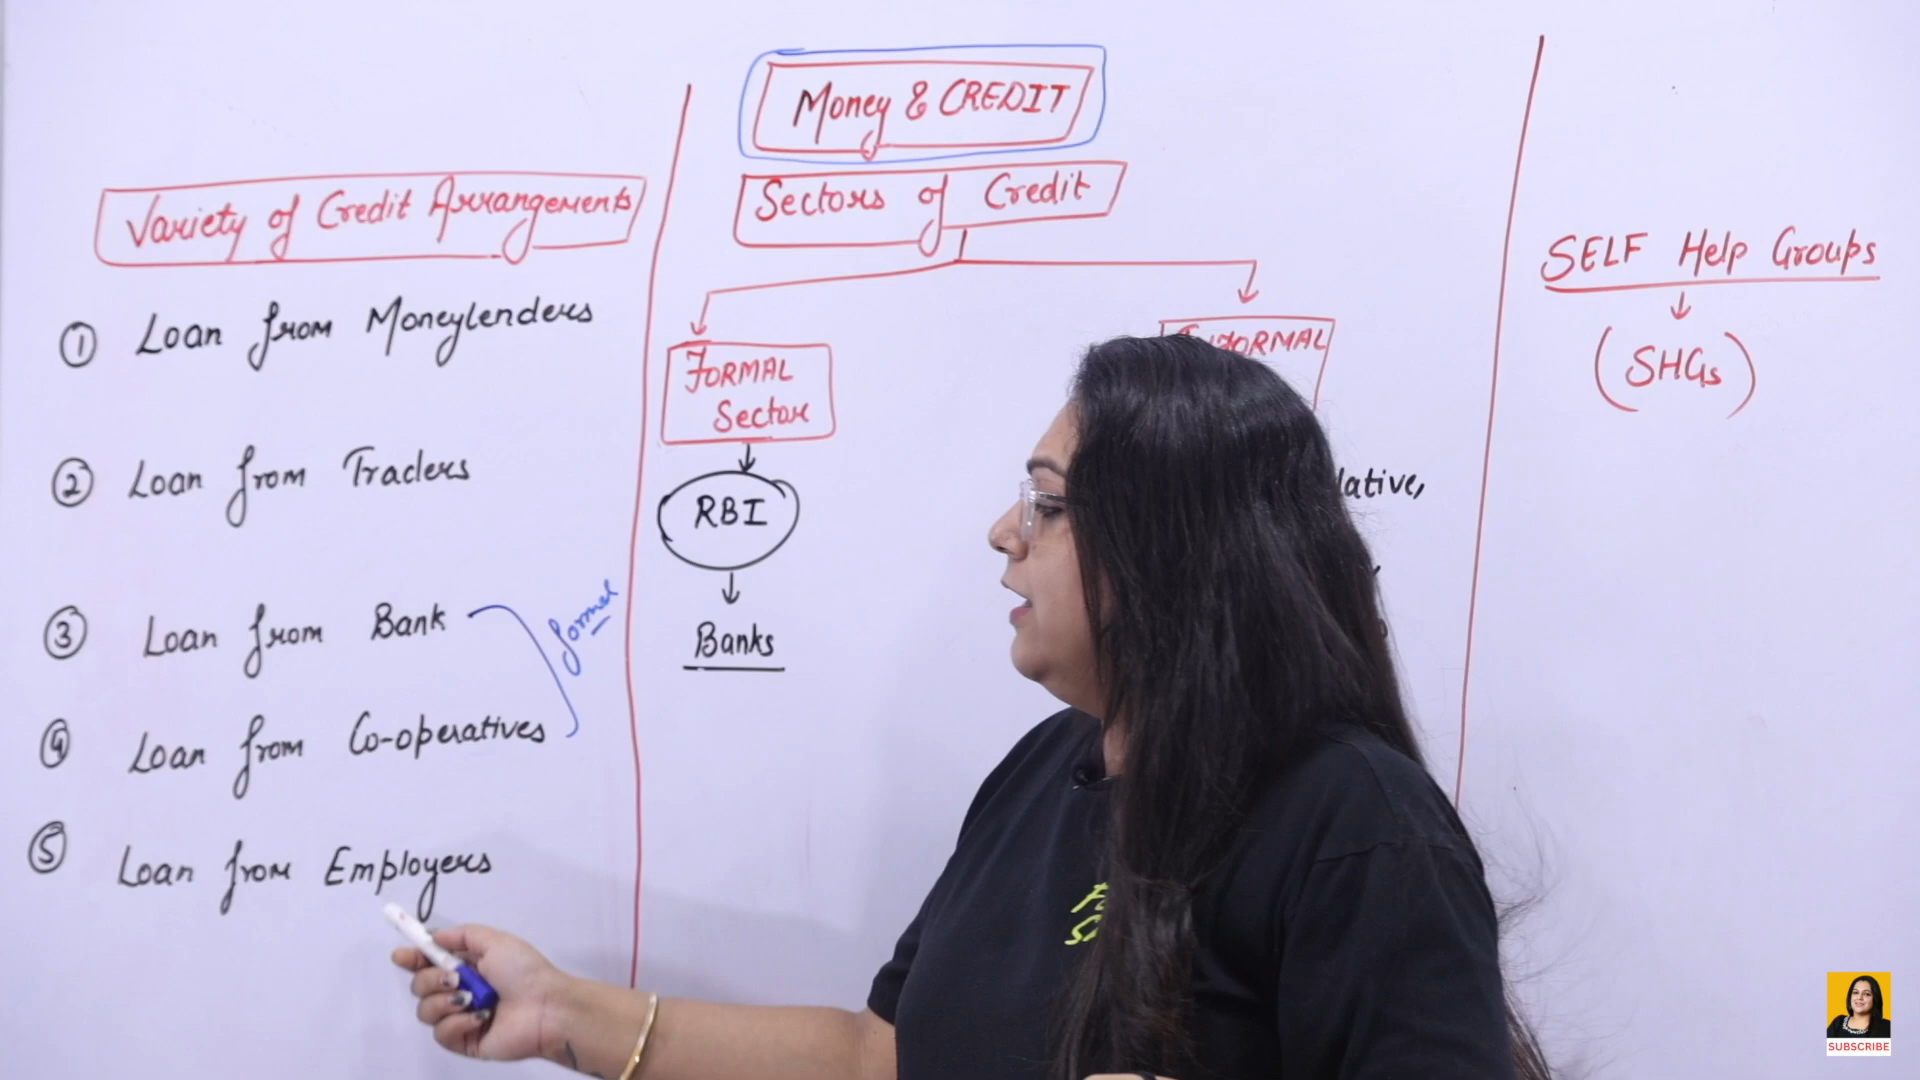 Money & CREDIT
Variety of Credit Arrangements
① Loan from Moneylenders
② Loan from Traders
③ Loan from Bank
④ Loan from Co-operatives
formal
⑤ Loan from Employers
Sectors of Credit
FORMAL
Sector
RBI
Banks
SELF Help Groups
(SHGs)
SUBSCRIBE